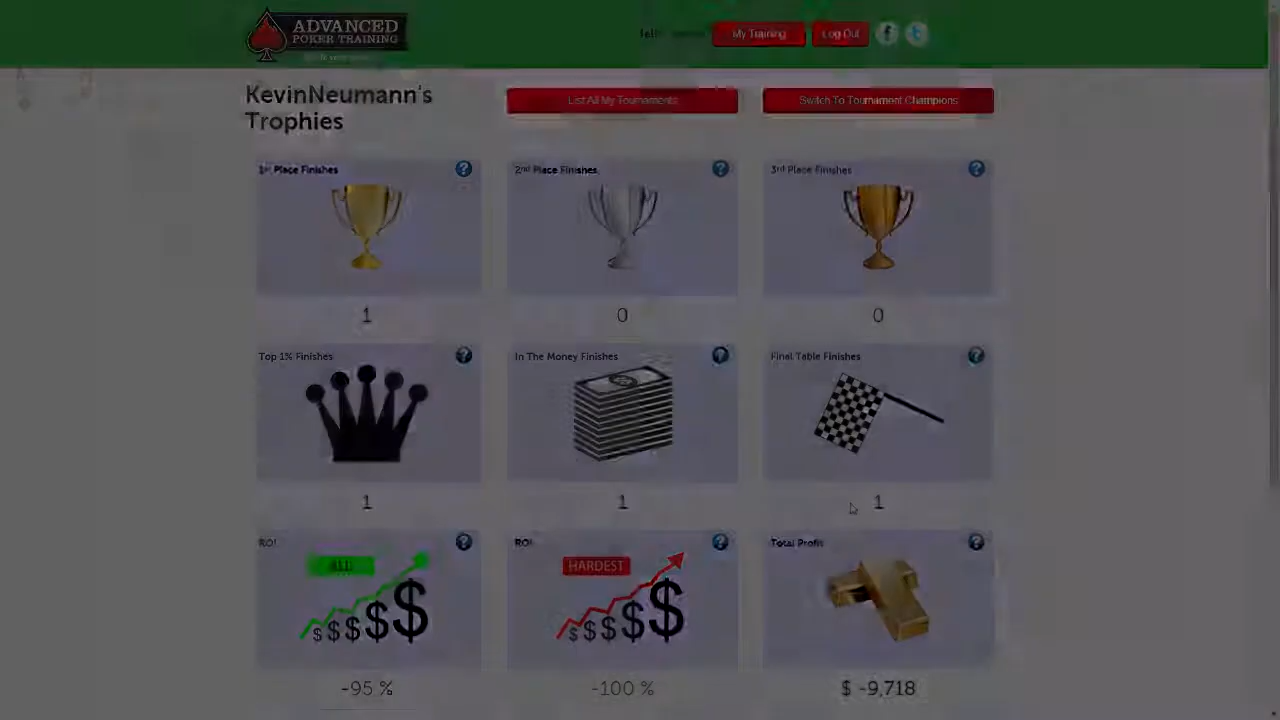 ADVANCED
POKER TRAINING
My Training
Log Out
KevinNeumann's
Trophies
List All My Tournaments
Switch To Tournament Champions
1st Place Finishes
?
2nd Place Finishes
?
3rd Place Finishes
?
1
0
0
Top 1% Finishes
?
In The Money Finishes
?
Final Table Finishes
?
1
1
1
ROI
?
ROI
?
Total Profit
?
ALL
HARDEST
$$$$$
$$$$$
-95 %
-100 %
$ -9,718